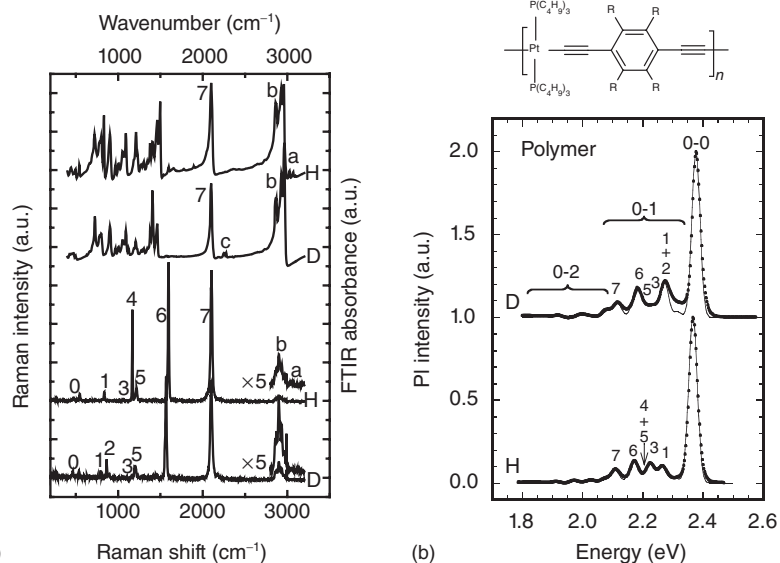 Wavenumber (cm⁻¹)
1000 2000 3000
Raman intensity (a.u.)
FTIR absorbance (a.u.)
7 b
a
H
7 b
c
D
6
4 7
b
0 1 3 5 ×5 a
H
0 1 2 3 5 ×5
D
1000 2000 3000
Raman shift (cm⁻¹)
)
P(C₄H₉)₃ R R
Pt
n
P(C₄H₉)₃ R R
Polymer
0-0
0-1
0-2
7 6 5 3 1 + 2
D
4 + 5
7 6 3 1
H
2.0
1.5
1.0
0.5
0.0
PI intensity (a.u.)
1.8 2.0 2.2 2.4 2.6
Energy (eV)
(b)